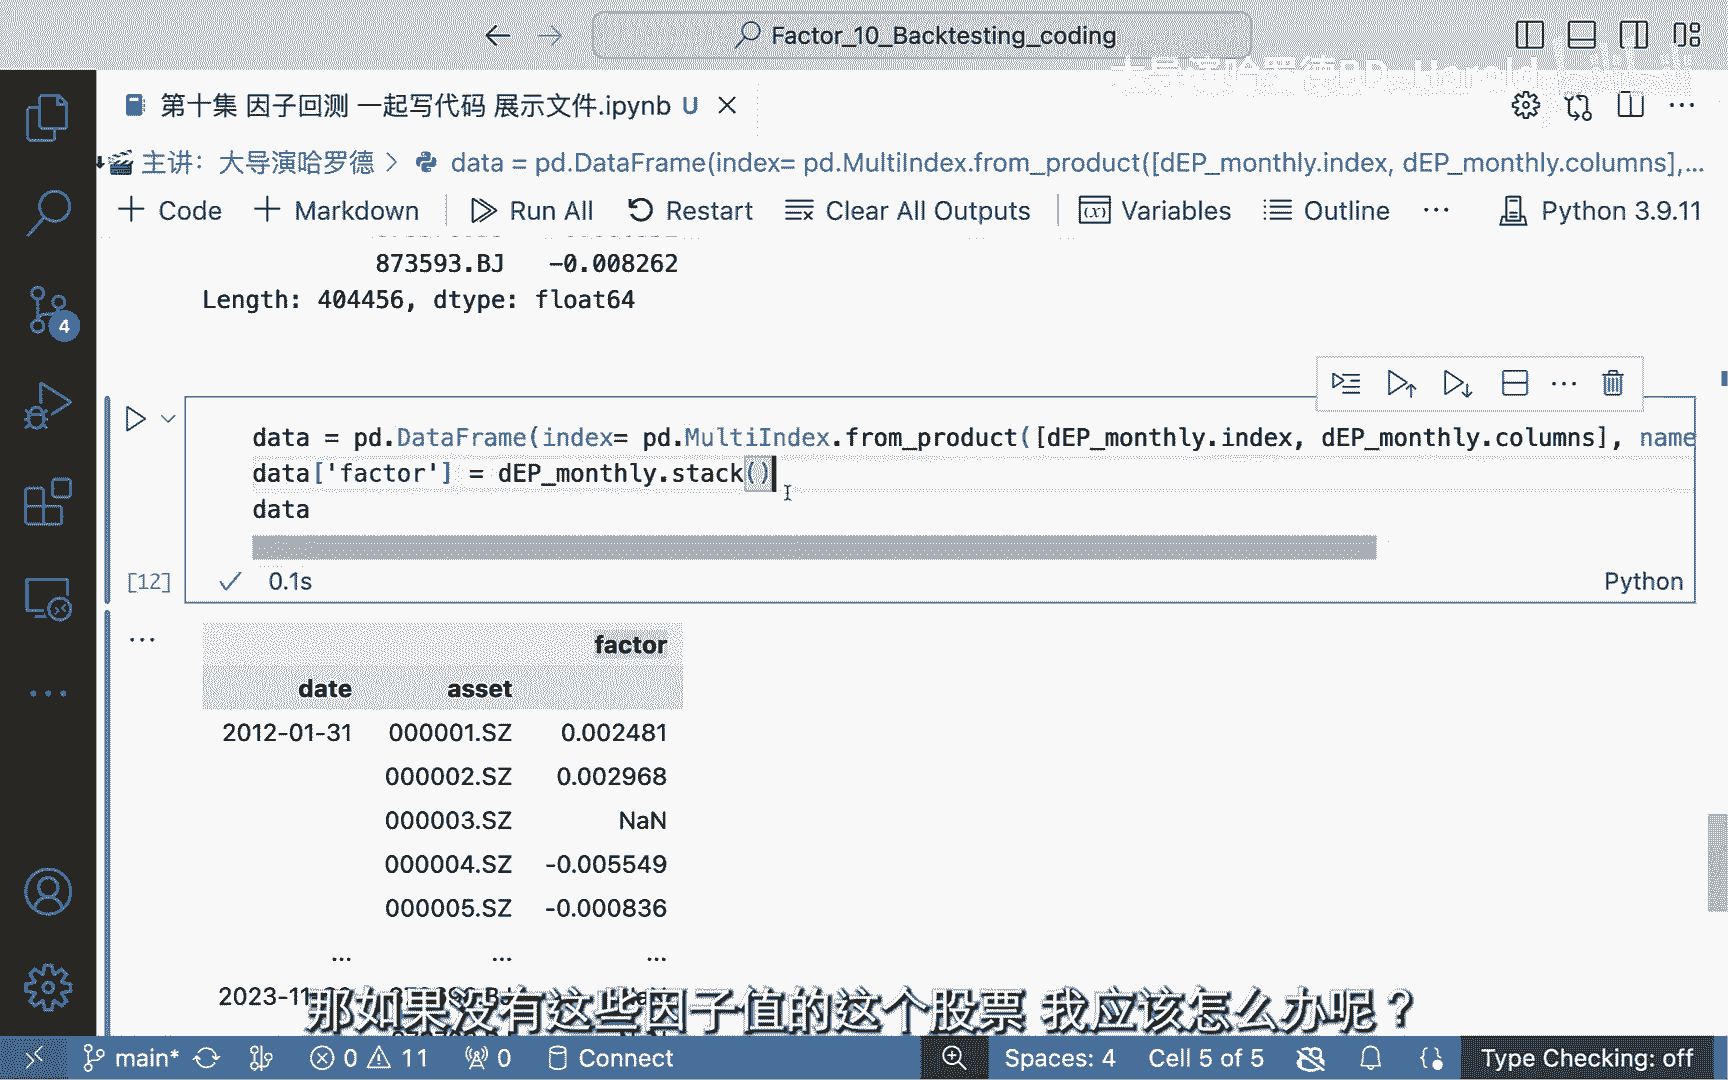 Factor_10_Backtesting_coding
第十集 因子回测 一起写代码 展示文件.ipynb U
主讲：大导演哈罗德 > data = pd.DataFrame(index= pd.MultiIndex.from_product([dEP_monthly.index, dEP_monthly.columns],...
+ Code + Markdown Run All Restart Clear All Outputs Variables Outline ... Python 3.9.11
873593.BJ -0.008262
Length: 404456, dtype: float64
4
data = pd.DataFrame(index= pd.MultiIndex.from_product([dEP_monthly.index, dEP_monthly.columns], name
data['factor'] = dEP_monthly.stack()
data
[12] 0.1s Python
factor
date asset
2012-01-31 000001.SZ 0.002481
000002.SZ 0.002968
000003.SZ NaN
000004.SZ -0.005549
000005.SZ -0.000836
... ... ...
2023-11
那如果没有这些因子值的这个股票 我应该怎么办呢？
main* 0 11 0 Connect Spaces: 4 Cell 5 of 5 Type Checking: off